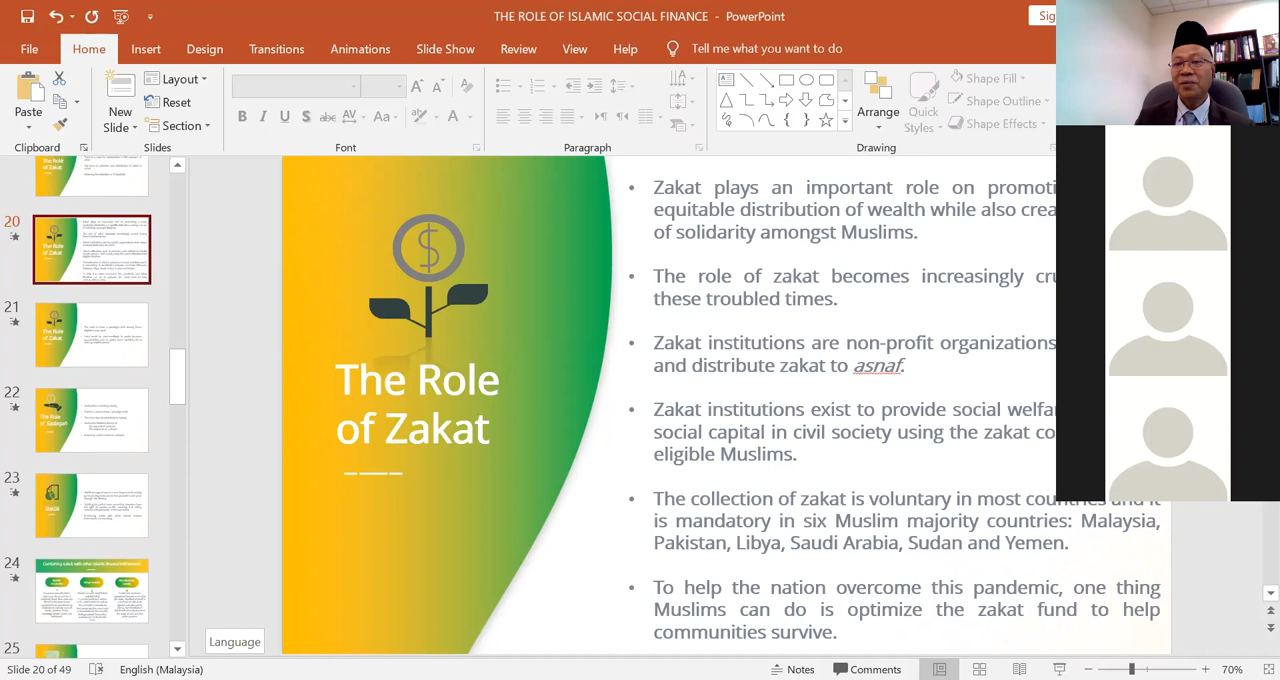 THE ROLE OF ISLAMIC SOCIAL FINANCE - PowerPoint
Sig
File Home Insert Design Transitions Animations Slide Show Review View Help Tell me what you want to do
Paste
Clipboard
New
Slide
Layout
Reset
Section
Slides
B I U S abc AV Aa A
Font
Paragraph
Arrange
Quick
Styles
Shape Fill
Shape Outline
Shape Effects
Drawing
20
21
22
23
24
25
The Role
of Zakat
• Zakat plays an important role on promoti
equitable distribution of wealth while also crea
of solidarity amongst Muslims.
• The role of zakat becomes increasingly cru
these troubled times.
• Zakat institutions are non-profit organizations
and distribute zakat to asnaf.
• Zakat institutions exist to provide social welfar
social capital in civil society using the zakat co
eligible Muslims.
• The collection of zakat is voluntary in most countries and it
is mandatory in six Muslim majority countries: Malaysia,
Pakistan, Libya, Saudi Arabia, Sudan and Yemen.
• To help the nation overcome this pandemic, one thing
Muslims can do is optimize the zakat fund to help
communities survive.
Language
Slide 20 of 49 English (Malaysia) Notes Comments 70%